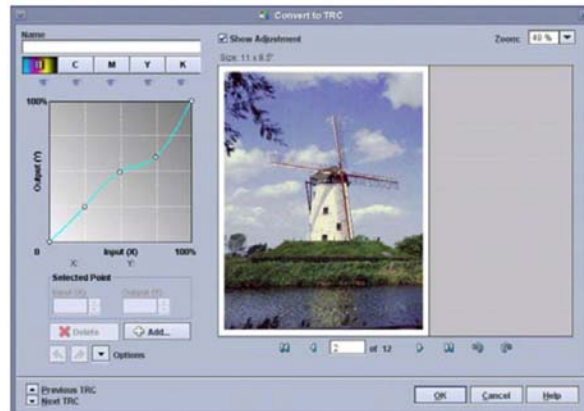 Convert to TRC
Name
Show Adjustment
Zoom: 40 %
Size: 11 x 8.5"
C M Y K
100%
Output (Y)
0 Input (X) 100%
X: Y:
Selected Point
Input (X) Output (Y)
Delete Add...
Options
2 of 12
Previous TRC
Next TRC
OK Cancel Help